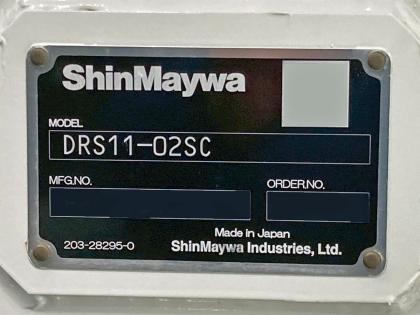 ShinMaywa
MODEL
DRS11-02SC
MFG.NO.
ORDER.NO.
Made in Japan
203-28295-0
ShinMaywa Industries, Ltd.